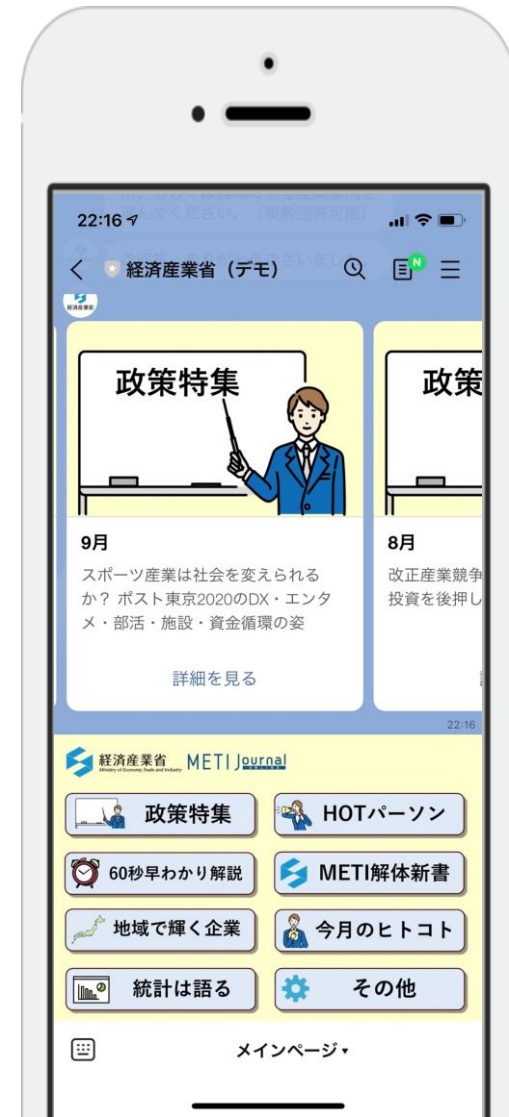 22:16
経済産業省（デモ）
N
経済産業省
政策特集
政策
9月
スポーツ産業は社会を変えられる
か？ ポスト東京2020のDX・エンタ
メ・部活・施設・資金循環の姿
詳細を見る
8月
改正産業競争
投資を後押し
22:16
経済産業省
Ministry of Economy, Trade and Industry
METI Journal
ONLINE
政策特集
HOTパーソン
60秒早わかり解説
METI解体新書
地域で輝く企業
今月のヒトコト
統計は語る
その他
メインページ▾